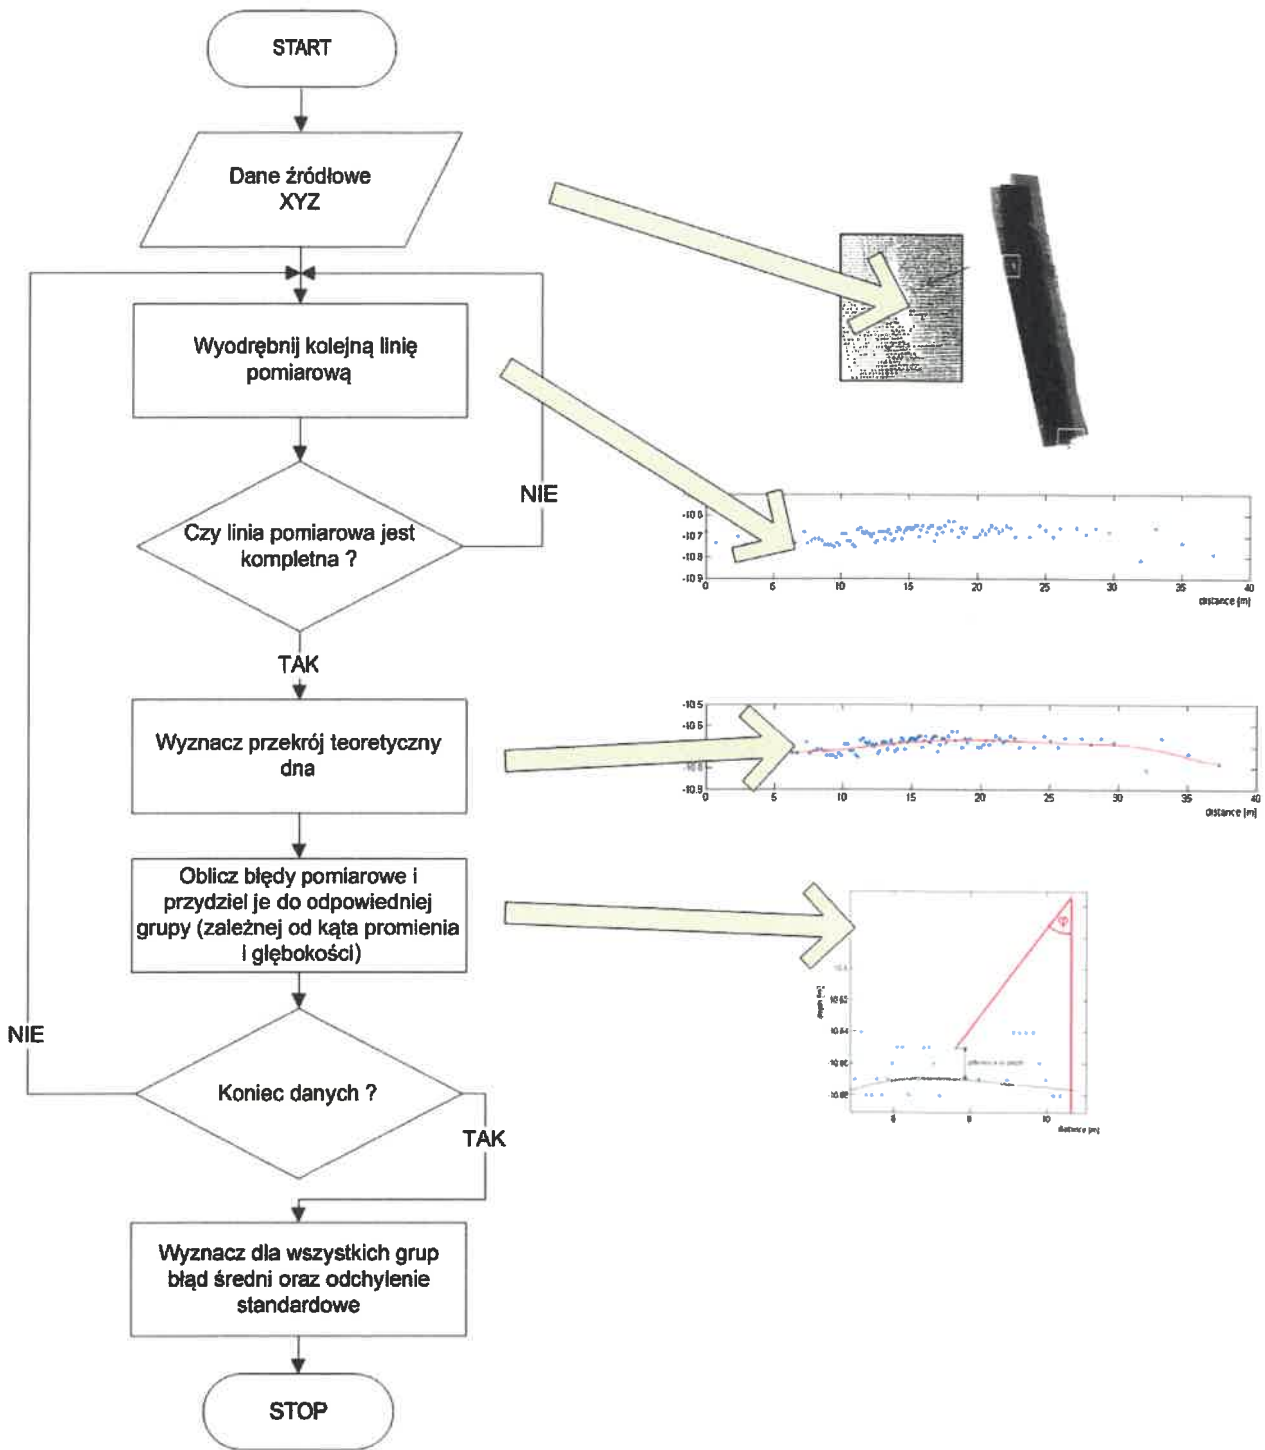 START
Dane źródłowe
XYZ
Wyodrębnij kolejną linię
pomiarową
NIE
Czy linia pomiarowa jest
kompletna ?
TAK
Wyznacz przekrój teoretyczny
dna
Oblicz błędy pomiarowe i
przydziel je do odpowiedniej
grupy (zależnej od kąta promienia
i głębokości)
NIE
Koniec danych ?
TAK
Wyznacz dla wszystkich grup
błąd średni oraz odchylenie
standardowe
STOP
-10.6
-10.7
-10.8
-10.9
0 5 10 15 20 25 30 35 40
distance [m]
-10.5
-10.6
-10.9
0 5 10 15 20 25 30 35 40
distance [m]
φ
depth [m]
8 10
distance [m]